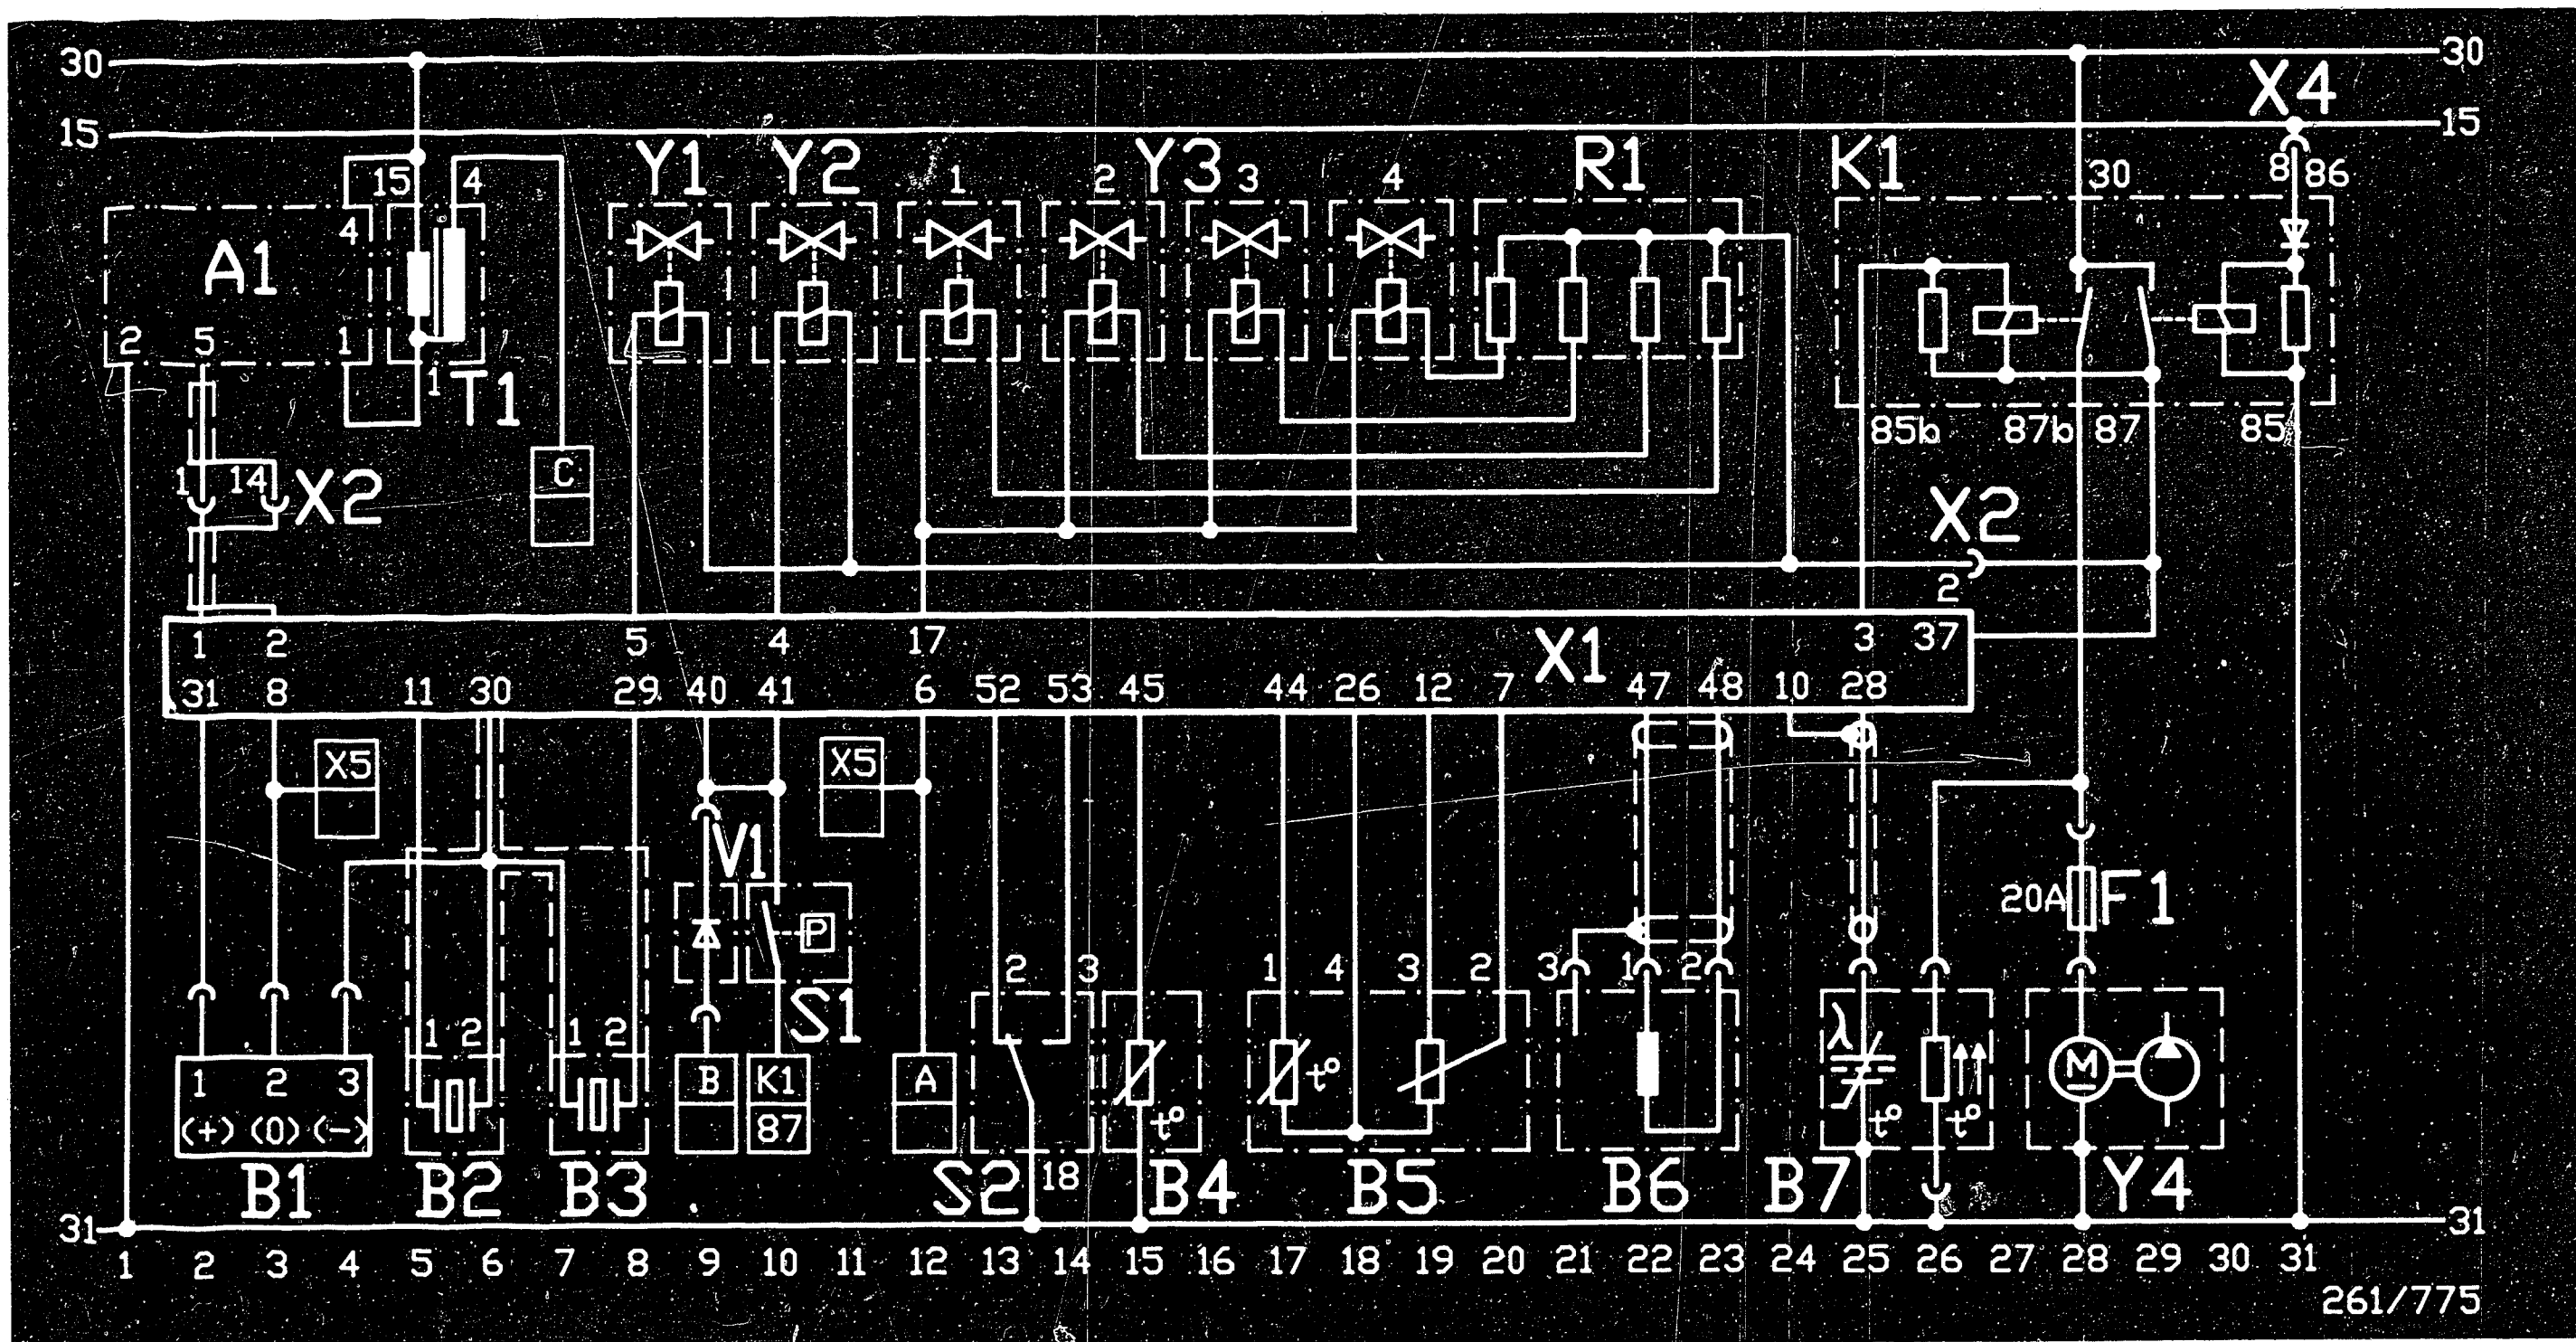 30 30
X4
15 15
Y1 Y2 1 2 Y3 3 4 R1 K1
15 4 30 8 86
4
A1
2 5 1
1 T1
85b 87b 87 85
C
1 14 X2
X2
2
1 2 5 4 17 X1 3 37
31 8 11 30 29 40 41 6 52 53 45 44 26 12 7 47 48 10 28
X5 X5
V1
20A F1
P
2 3 1 4 3 2 3 1 2
S1
1 2 1 2
λ
1 2 3 B K1 A t° M
(+) (0) (-) 87 t° t° t°
B1 B2 B3 S2 18 B4 B5 B6 B7 Y4
31 31
1 2 3 4 5 6 7 8 9 10 11 12 13 14 15 16 17 18 19 20 21 22 23 24 25 26 27 28 29 30 31
261/775